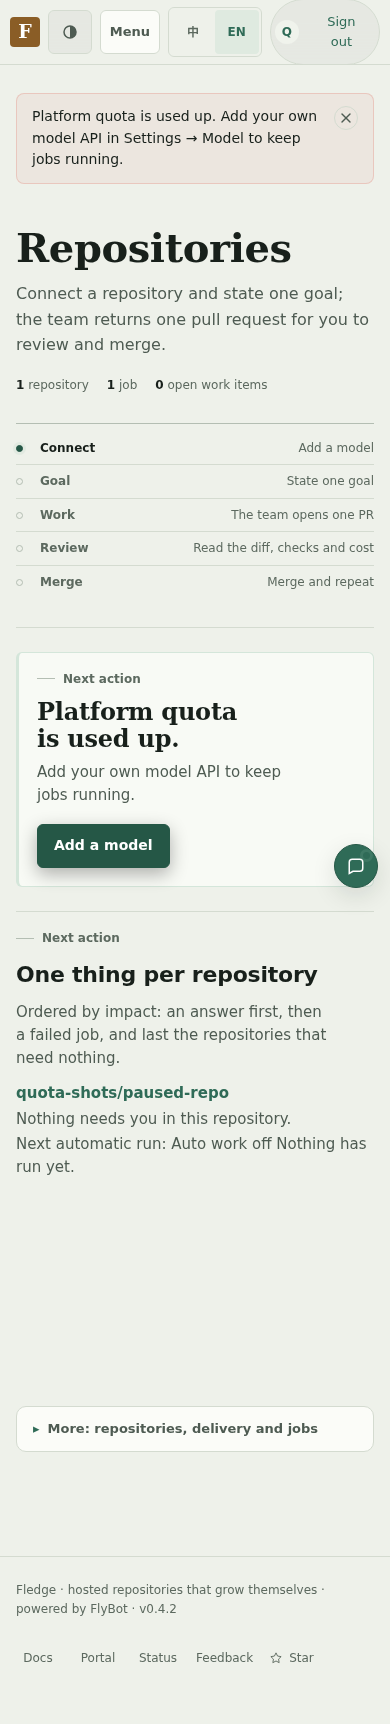 F
Menu
中
EN
Q
Sign
out
Platform quota is used up. Add your own
model API in Settings → Model to keep
jobs running.
Repositories
Connect a repository and state one goal;
the team returns one pull request for you to
review and merge.
1 repository 1 job 0 open work items
Connect Add a model
Goal State one goal
Work The team opens one PR
Review Read the diff, checks and cost
Merge Merge and repeat
Next action
Platform quota
is used up.
Add your own model API to keep
jobs running.
Add a model
Next action
One thing per repository
Ordered by impact: an answer first, then
a failed job, and last the repositories that
need nothing.
quota-shots/paused-repo
Nothing needs you in this repository.
Next automatic run: Auto work off Nothing has
run yet.
▸ More: repositories, delivery and jobs
Fledge · hosted repositories that grow themselves ·
powered by FlyBot · v0.4.2
Docs Portal Status Feedback Star